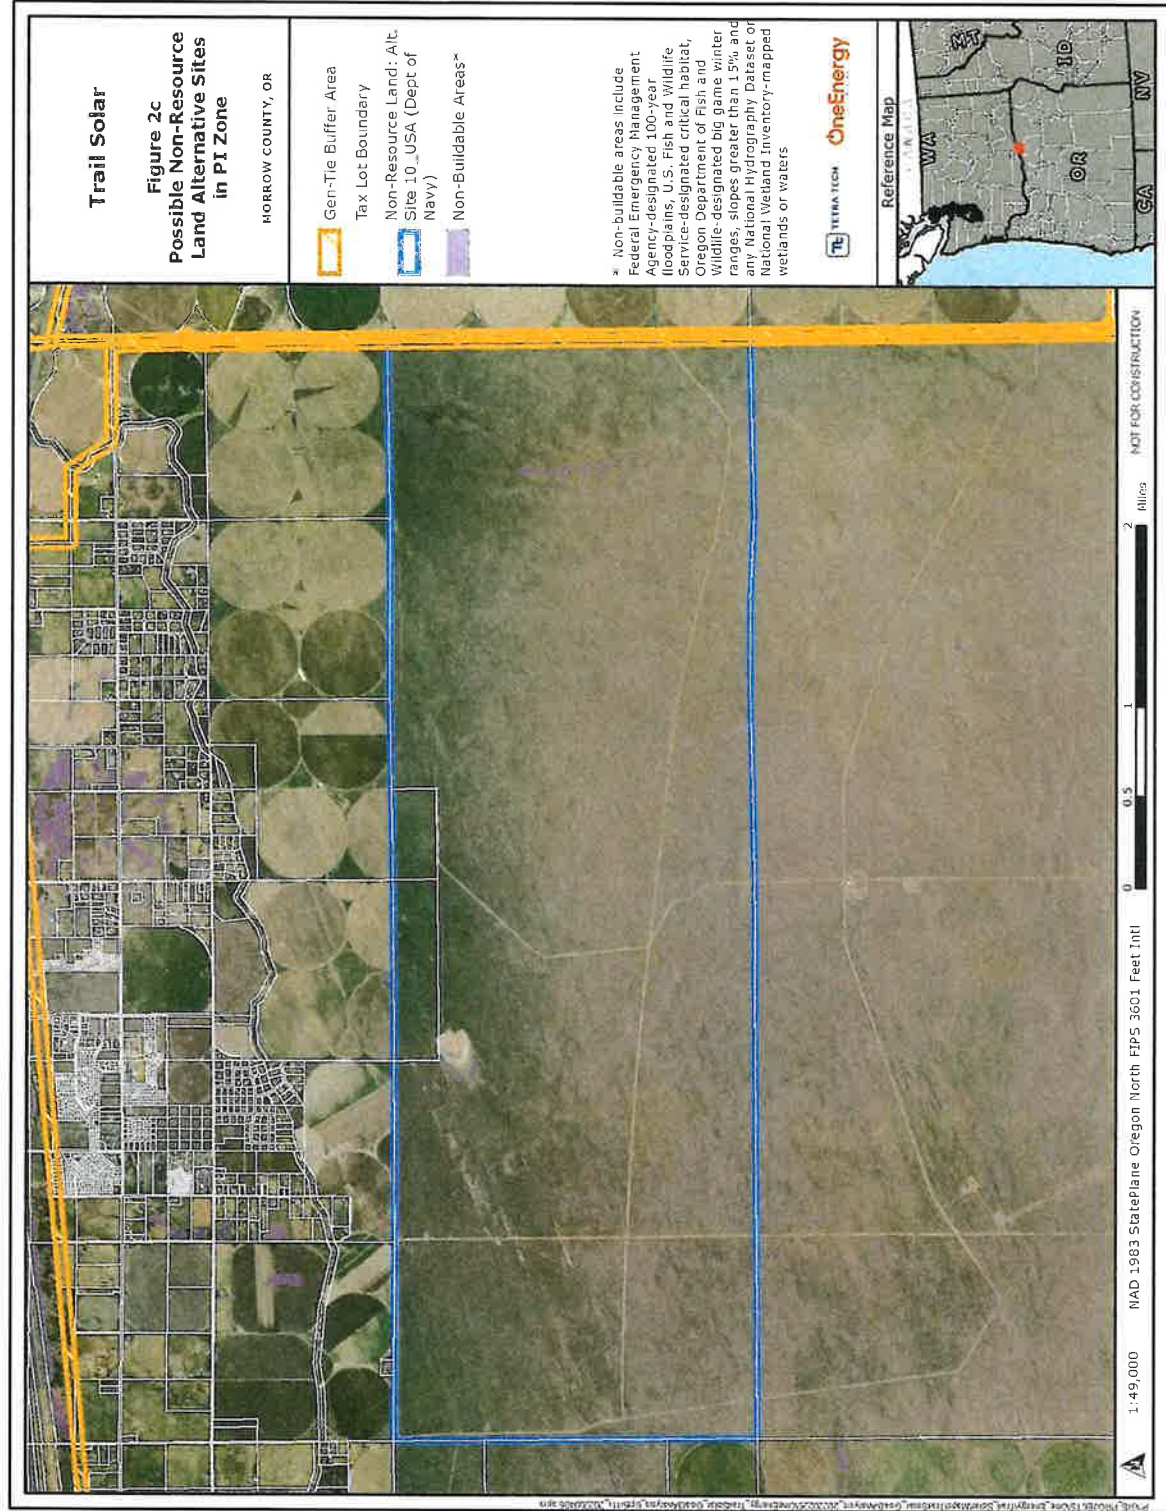 Trail Solar
Figure 2c
Possible Non-Resource
Land Alternative Sites
in PI Zone
MORROW COUNTY, OR
Gen-Tie Buffer Area
Tax Lot Boundary
Non-Resource Land: Alt.
Site 10_USA (Dept of
Navy)
Non-Buildable Areas*
* Non-buildable areas include
Federal Emergency Management
Agency-designated 100-year
floodplains, U.S. Fish and Wildlife
Service-designated critical habitat,
Oregon Department of Fish and
Wildlife-designated big game winter
ranges, slopes greater than 15% and
any National Hydrography Dataset or
National Wetland Inventory-mapped
wetlands or waters
Tt TETRA TECH OneEnergy
Reference Map
CANADA
WA
MT
OR
ID
CA
NV
N
1:49,000
NAD 1983 StatePlane Oregon North FIPS 3601 Feet Intl
0 0.5 1 2
Miles
NOT FOR CONSTRUCTION